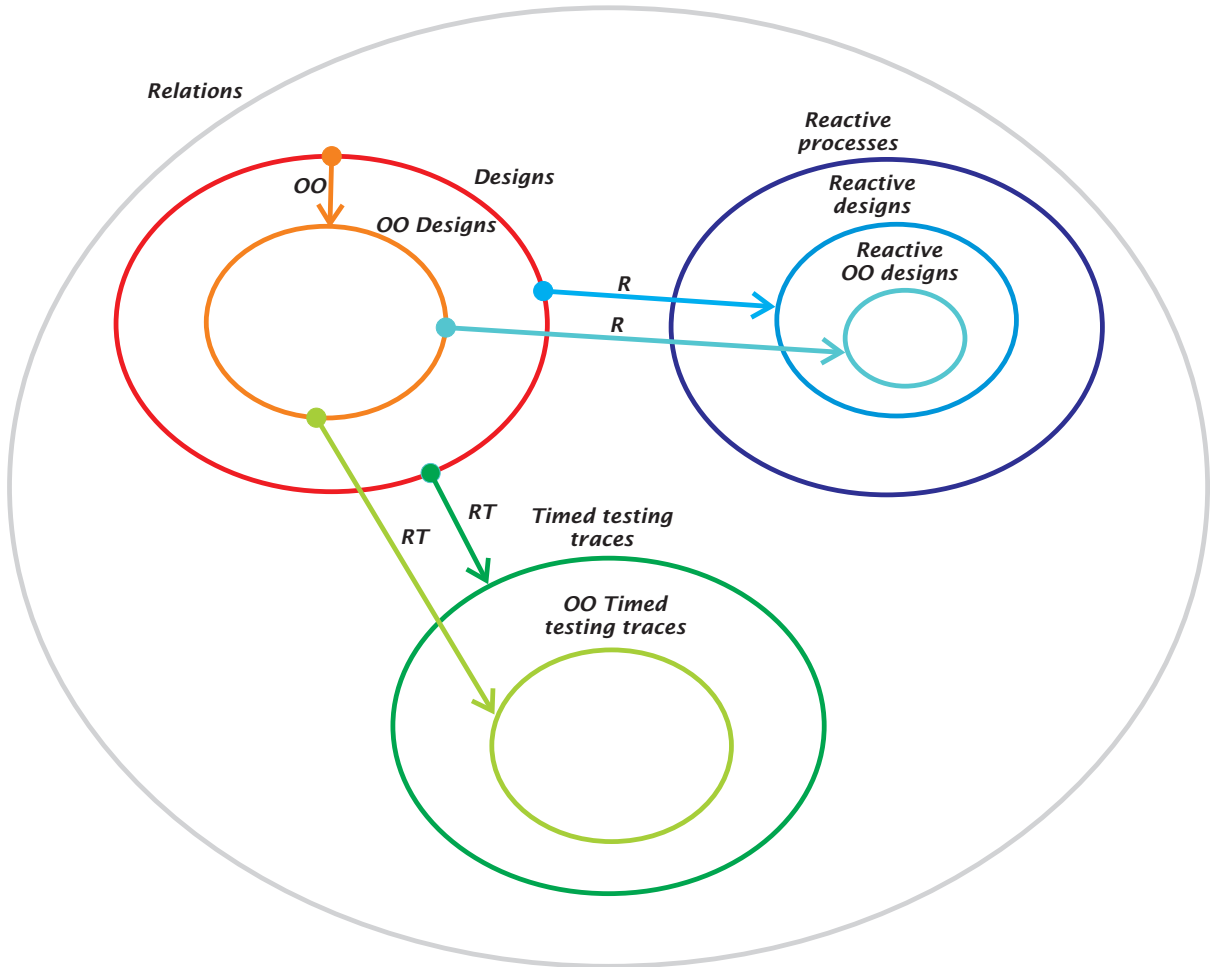 Relations
Reactive
processes
OO
Designs
Reactive
designs
OO Designs
Reactive
OO designs
R
R
RT
RT
Timed testing
traces
OO Timed
testing traces